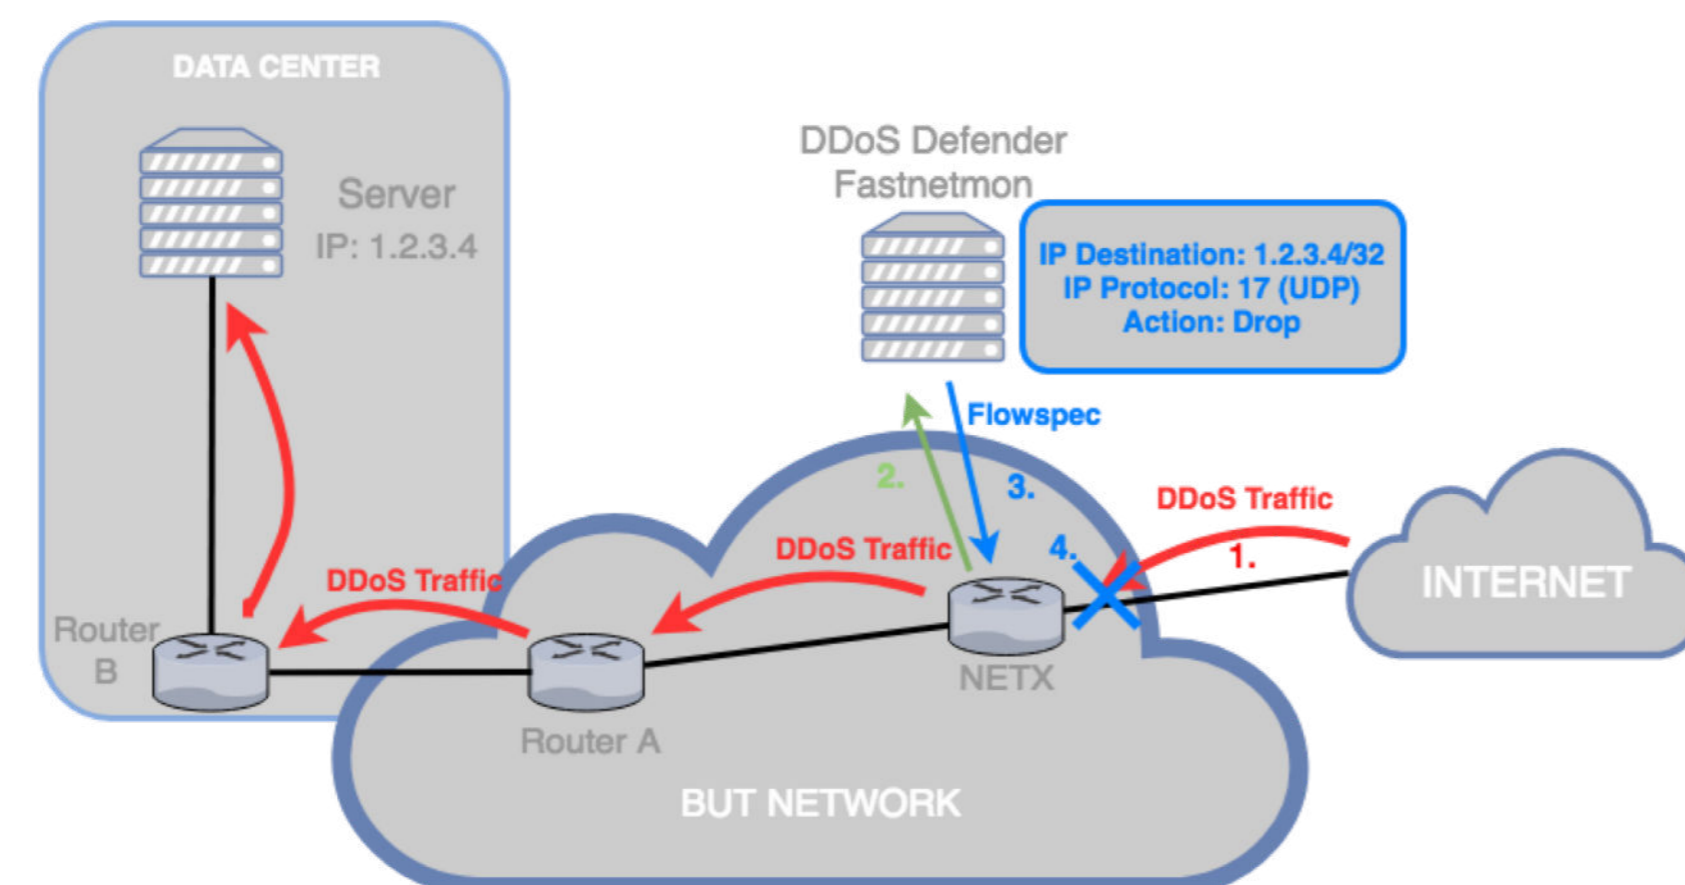 DATA CENTER
Server
IP: 1.2.3.4
DDoS Defender
Fastnetmon
IP Destination: 1.2.3.4/32
IP Protocol: 17 (UDP)
Action: Drop
Flowspec
2.
3.
DDoS Traffic
1.
4.
DDoS Traffic
DDoS Traffic
INTERNET
Router
B
NETX
Router A
BUT NETWORK